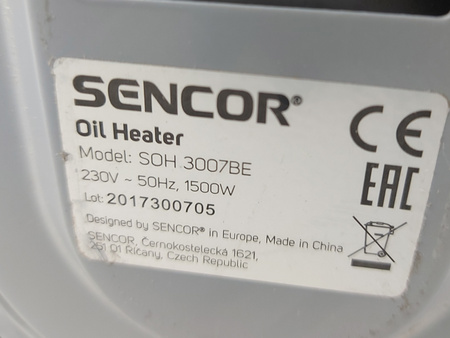 SENCOR®
Oil Heater
Model: SOH 3007BE
230V ~ 50Hz, 1500W
Lot: 2017300705
Designed by SENCOR® in Europe, Made in China
SENCOR, Černokostelecká 1621,
251 01 Říčany, Czech Republic
CE
EAC